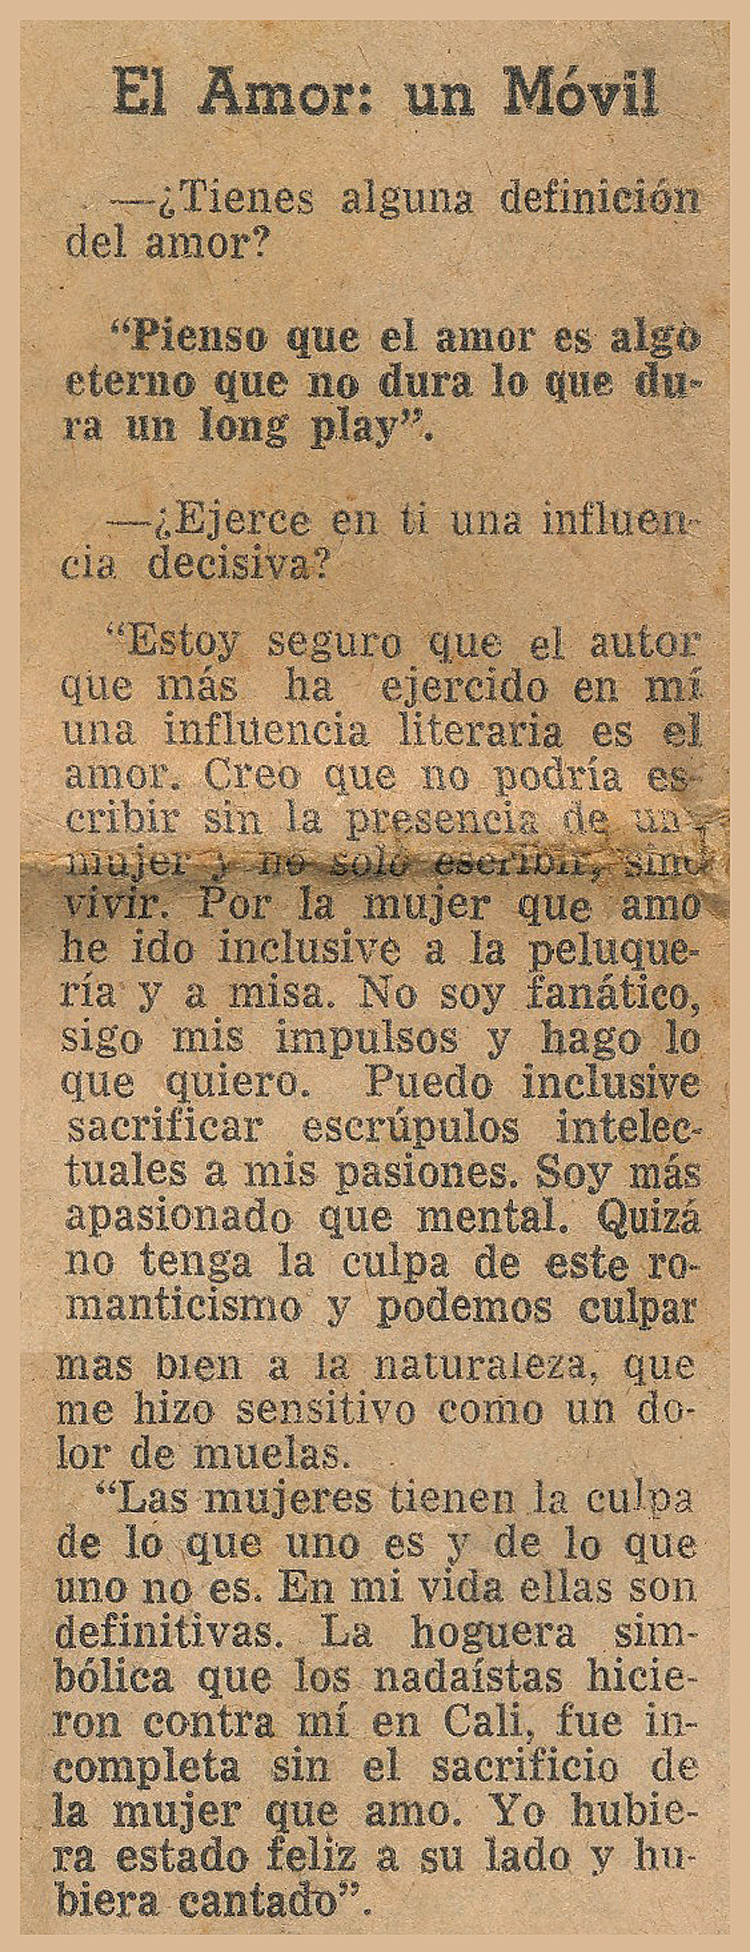 El Amor: un Móvil
—¿Tienes alguna definición
del amor?
“Pienso que el amor es algo
eterno que no dura lo que du-
ra un long play”.
—¿Ejerce en ti una influen-
cia decisiva?
“Estoy seguro que el autor
que más ha ejercido en mí
una influencia literaria es el
amor. Creo que no podría es-
cribir sin la presencia de una
mujer y no solo escribir, sino
vivir. Por la mujer que amo
he ido inclusive a la peluque-
ría y a misa. No soy fanático,
sigo mis impulsos y hago lo
que quiero. Puedo inclusive
sacrificar escrúpulos intelec-
tuales a mis pasiones. Soy más
apasionado que mental. Quizá
no tenga la culpa de este ro-
manticismo y podemos culpar
mas bien a la naturaleza, que
me hizo sensitivo como un do-
lor de muelas.
“Las mujeres tienen la culpa
de lo que uno es y de lo que
uno no es. En mi vida ellas son
definitivas. La hoguera sim-
bólica que los nadaístas hicie-
ron contra mí en Cali, fue in-
completa sin el sacrificio de
la mujer que amo. Yo hubie-
ra estado feliz a su lado y hu-
biera cantado”.